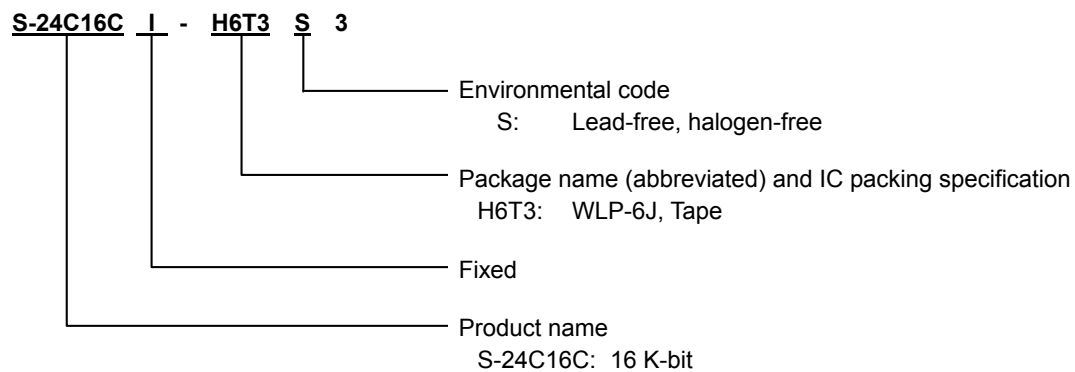 S-24C16C I - H6T3 S 3
Environmental code
S: Lead-free, halogen-free
Package name (abbreviated) and IC packing specification
H6T3: WLP-6J, Tape
Fixed
Product name
S-24C16C: 16 K-bit